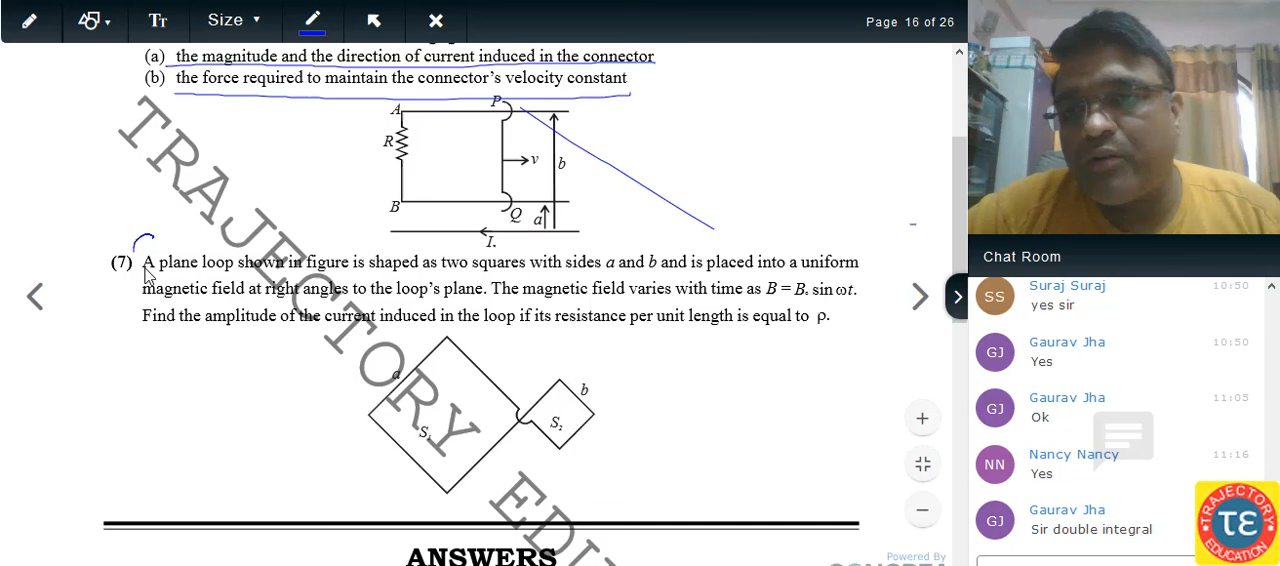 Tт
Size
Page 16 of 26
(a) the magnitude and the direction of current induced in the connector
(b) the force required to maintain the connector's velocity constant
A
P
R
v
b
B
Q
a
I.
(7) A plane loop shown in figure is shaped as two squares with sides a and b and is placed into a uniform
magnetic field at right angles to the loop's plane. The magnetic field varies with time as B = B₀ sin ωt.
Find the amplitude of the current induced in the loop if its resistance per unit length is equal to ρ.
a
b
S₁
S₂
TRAJECTORY
ANSWERS
Powered By
Chat Room
SS
Suraj Suraj 10:50
yes sir
GJ
Gaurav Jha 10:50
Yes
GJ
Gaurav Jha 11:05
Ok
NN
Nancy Nancy 11:16
Yes
GJ
Gaurav Jha
Sir double integral
TRAJECTORY
TE
EDUCATION